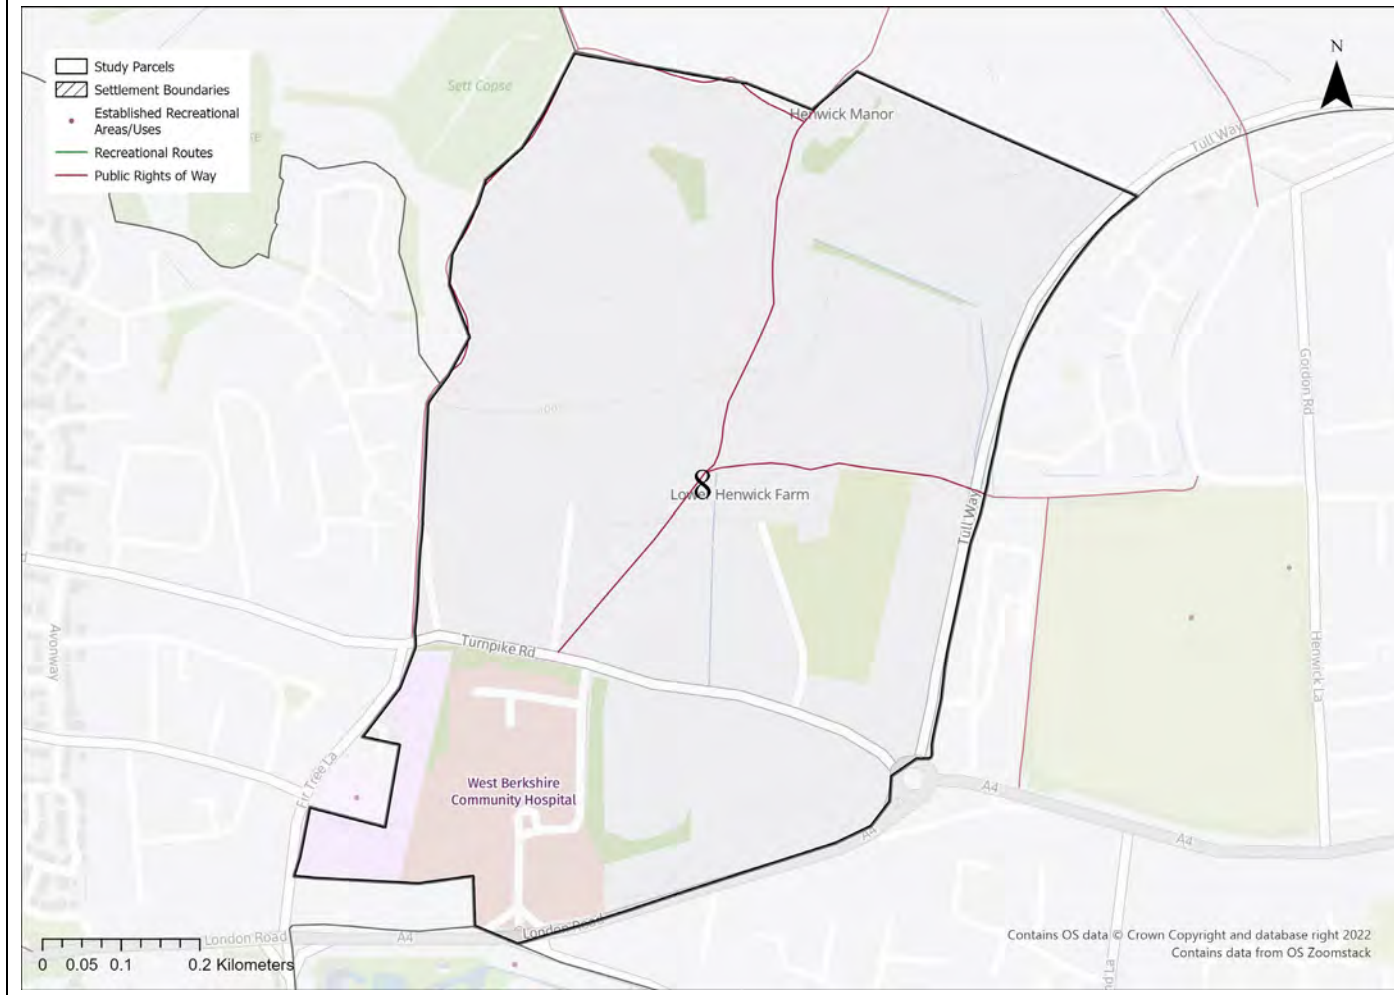 N
Study Parcels
Settlement Boundaries
Established Recreational
Areas/Uses
Recreational Routes
Public Rights of Way
Sett Copse
Henwick Manor
Tull Way
Gordon Rd
8
Lower Henwick Farm
Tull Way
Avonway
Turnpike Rd
Henwick La
West Berkshire
Community Hospital
Fir Tree La
A4
A4
A4
London Road
London Road
A4
0 0.05 0.1 0.2 Kilometers
Contains OS data © Crown Copyright and database right 2022
Contains data from OS Zoomstack